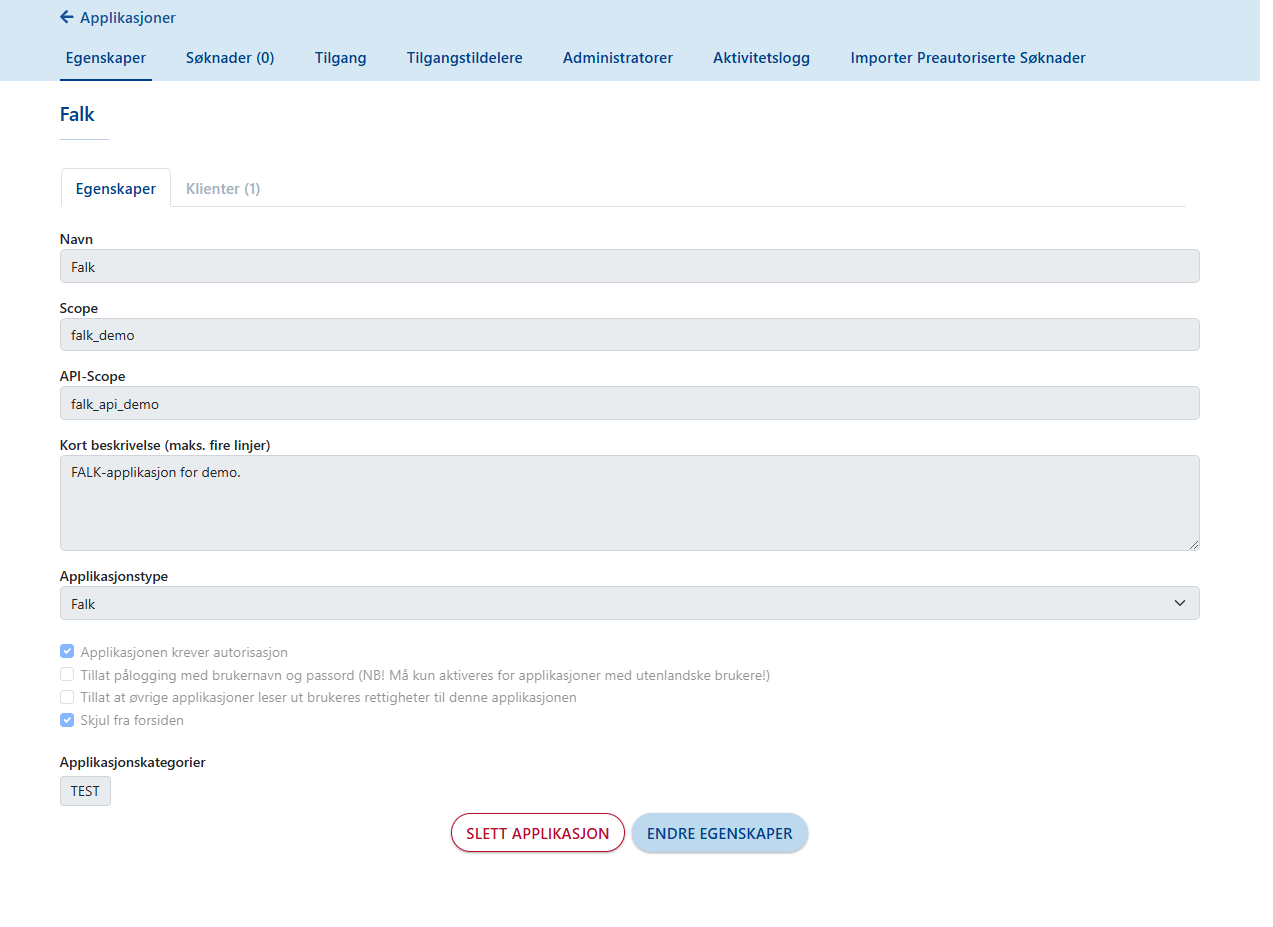 Applikasjoner
Egenskaper Søknader (0) Tilgang Tilgangstildelere Administratorer Aktivitetslogg Importer Preautoriserte Søknader
Falk
Egenskaper Klienter (1)
Navn
Falk
Scope
falk_demo
API-Scope
falk_api_demo
Kort beskrivelse (maks. fire linjer)
FALK-applikasjon for demo.
Applikasjonstype
Falk
Applikasjonen krever autorisasjon
Tillat pålogging med brukernavn og passord (NB! Må kun aktiveres for applikasjoner med utenlandske brukere!)
Tillat at øvrige applikasjoner leser ut brukeres rettigheter til denne applikasjonen
Skjul fra forsiden
Applikasjonskategorier
TEST
SLETT APPLIKASJON ENDRE EGENSKAPER